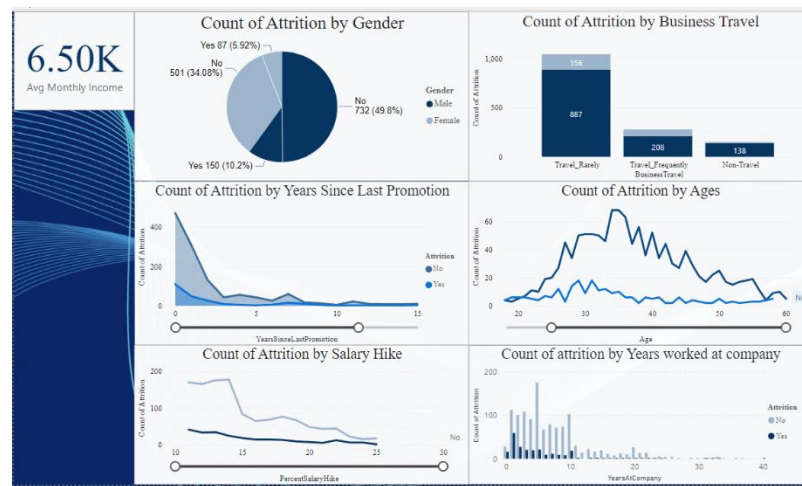 6.50K
Avg Monthly Income
Count of Attrition by Gender
Yes 87 (5.92%)
No
501 (34.08%)
No
732 (49.8%)
Yes 150 (10.2%)
Gender
Male
Female
Count of Attrition by Business Travel
Count of Attrition
1,000
500
0
156
887
208
138
Travel_Rarely
Travel_Frequently
Non-Travel
BusinessTravel
Count of Attrition by Years Since Last Promotion
Count of Attrition
400
200
0
0
5
10
15
YearsSinceLastPromotion
Attrition
No
Yes
Count of Attrition by Ages
Count of Attrition
60
40
20
0
20
30
40
50
60
Age
Count of Attrition by Salary Hike
Count of Attrition
200
100
0
10
15
20
25
30
No
PercentSalaryHike
Count of attrition by Years worked at company
Count of Attrition
200
100
0
0
10
20
30
40
YearsAtCompany
Attrition
No
Yes